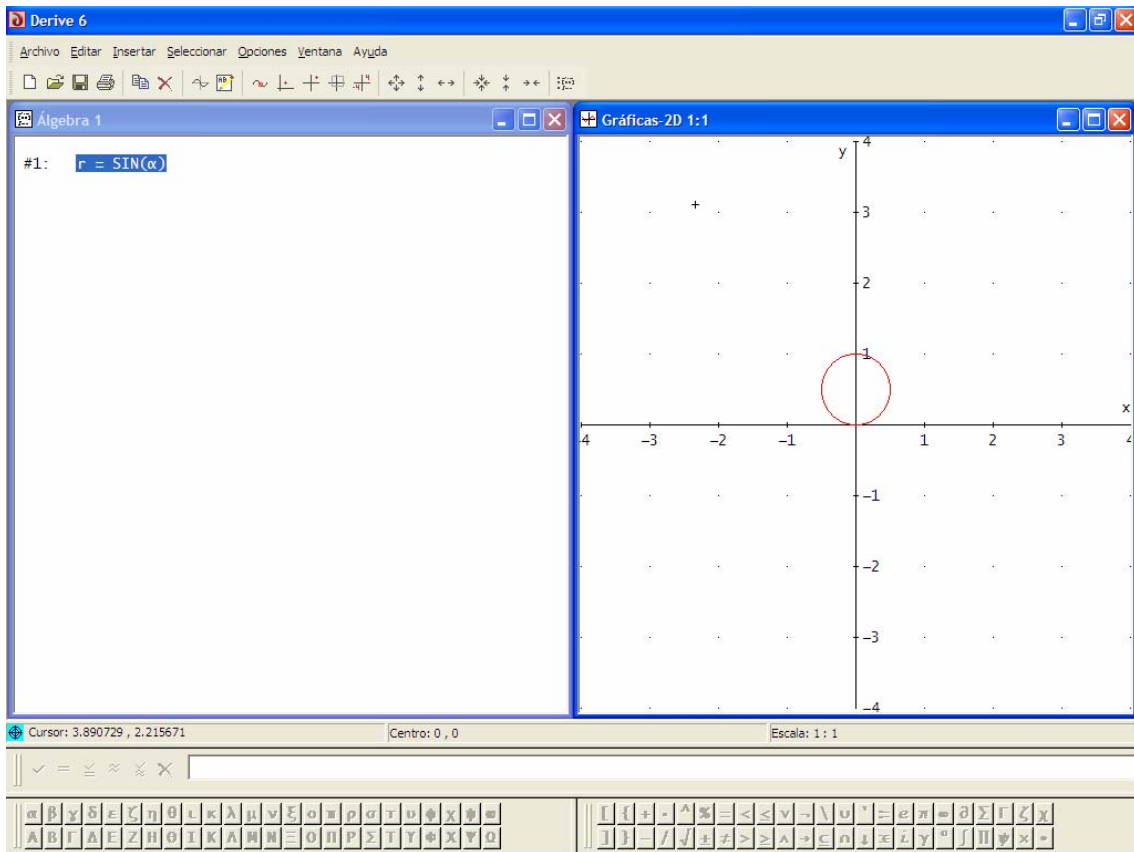 Derive 6
Archivo Editar Insertar Seleccionar Opciones Ventana Ayuda
Álgebra 1
#1: r = SIN(α)
Gráficas-2D 1:1
y
4
3
2
1
x
-4 -3 -2 -1 1 2 3 4
-1
-2
-3
-4
Cursor: 3.890729 , 2.215671 Centro: 0 , 0 Escala: 1 : 1
α β γ δ ε ζ η θ ι κ λ μ ν ξ ο π ρ σ τ υ φ χ ψ ω
Α Β Γ Δ Ε Ζ Η Θ Ι Κ Λ Μ Ν Ξ Ο Π Ρ Σ Τ Υ Φ Χ Ψ Ω